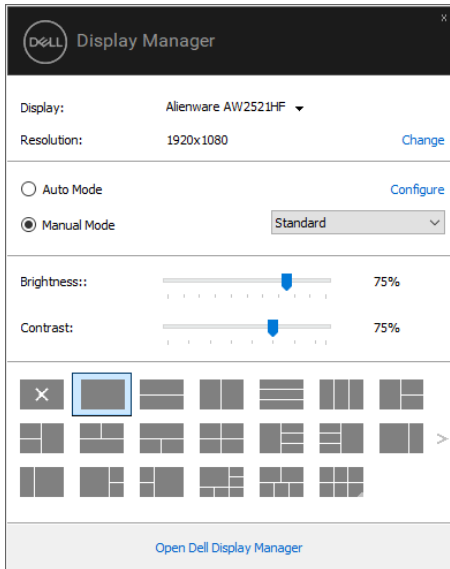 x
DELL Display Manager
Display: Alienware AW2521HF
Resolution: 1920x1080 Change
Auto Mode Configure
Manual Mode Standard
Brightness:: 75%
Contrast: 75%
Open Dell Display Manager